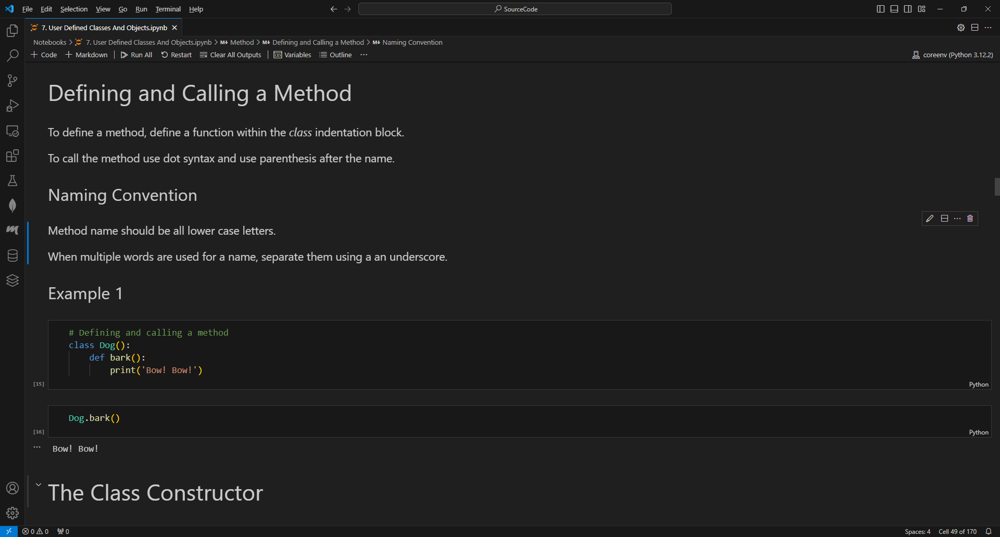 File Edit Selection View Go Run Terminal Help
SourceCode
7. User Defined Classes And Objects.ipynb
Notebooks > 7. User Defined Classes And Objects.ipynb > M↓ Method > M↓ Defining and Calling a Method > M↓ Naming Convention
+ Code + Markdown | Run All Restart Clear All Outputs | Variables Outline ...
coreenv (Python 3.12.2)
Defining and Calling a Method
To define a method, define a function within the class indentation block.
To call the method use dot syntax and use parenthesis after the name.
Naming Convention
Method name should be all lower case letters.
When multiple words are used for a name, separate them using a an underscore.
Example 1
# Defining and calling a method
class Dog():
    def bark():
        print('Bow! Bow!')
[15]
Python
Dog.bark()
[16]
Python
... Bow! Bow!
The Class Constructor
0 0 0
Spaces: 4 Cell 49 of 170